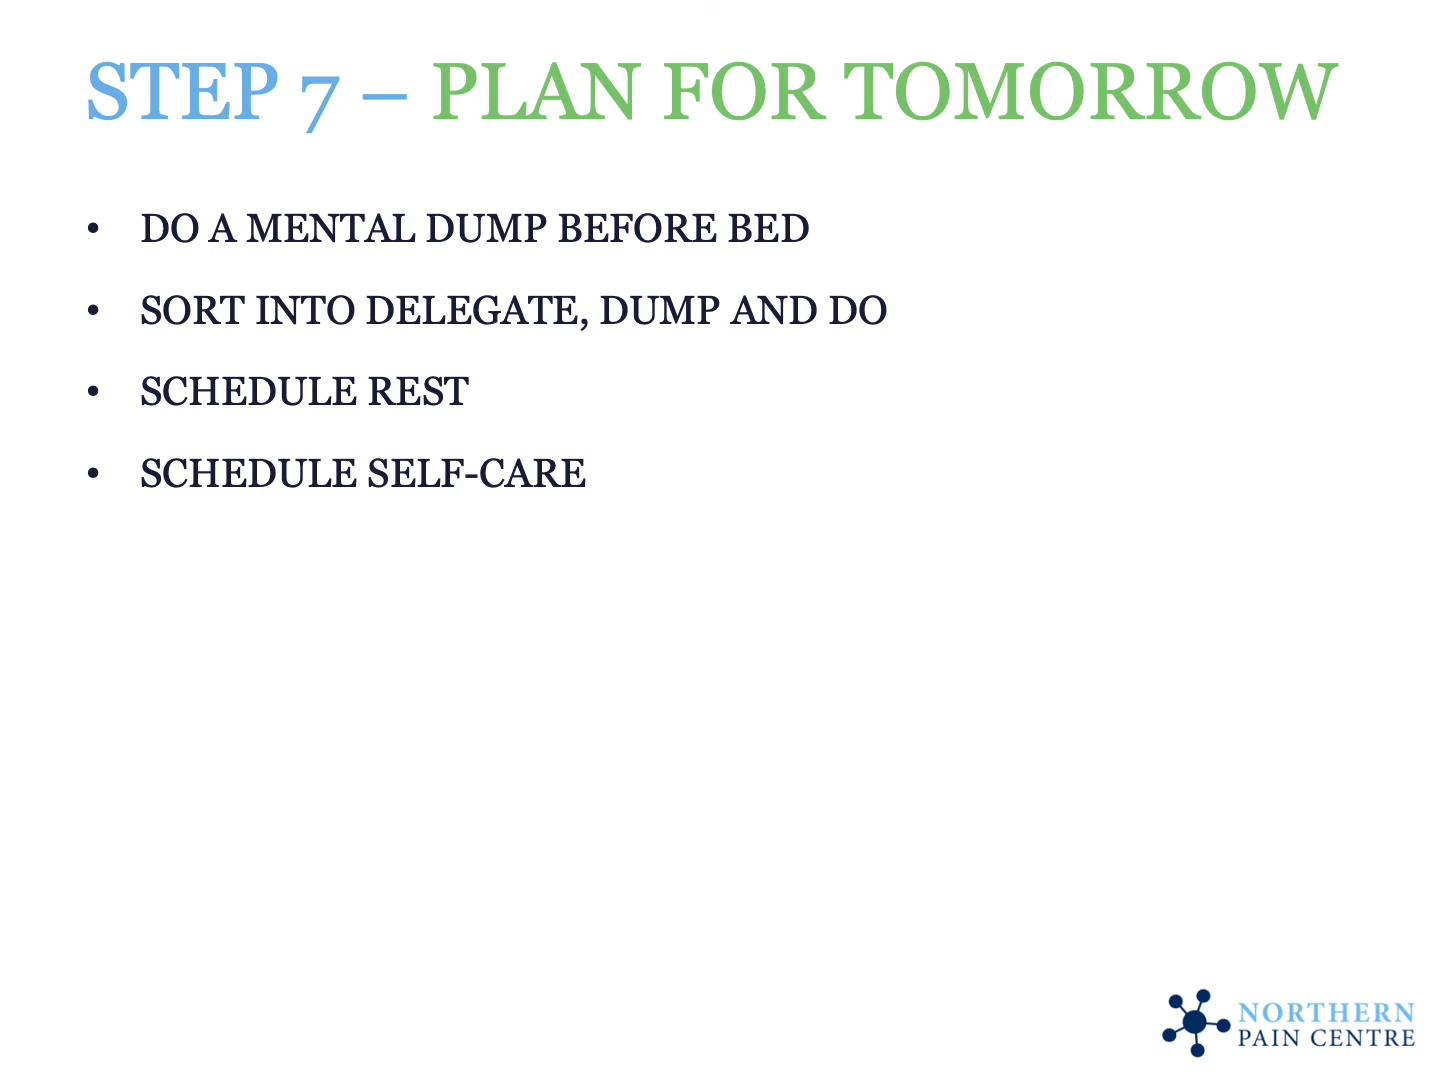 STEP 7 – PLAN FOR TOMORROW
• DO A MENTAL DUMP BEFORE BED
• SORT INTO DELEGATE, DUMP AND DO
• SCHEDULE REST
• SCHEDULE SELF-CARE
NORTHERN
PAIN CENTRE